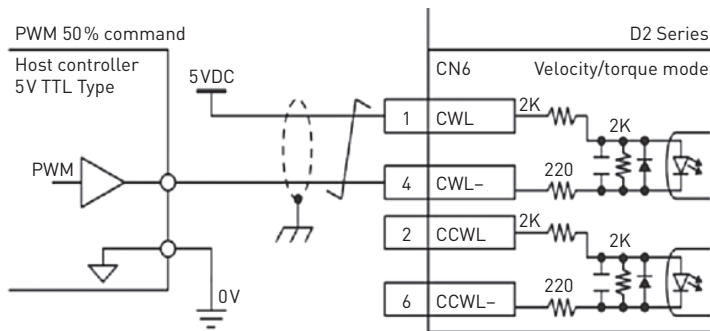 PWM 50% command
D2 Series
Host controller
5V TTL Type
5VDC
CN6
Velocity/torque mode
1 CWL
2K
2K
PWM
4 CWL–
220
2 CCWL
2K
2K
0V
6 CCWL–
220